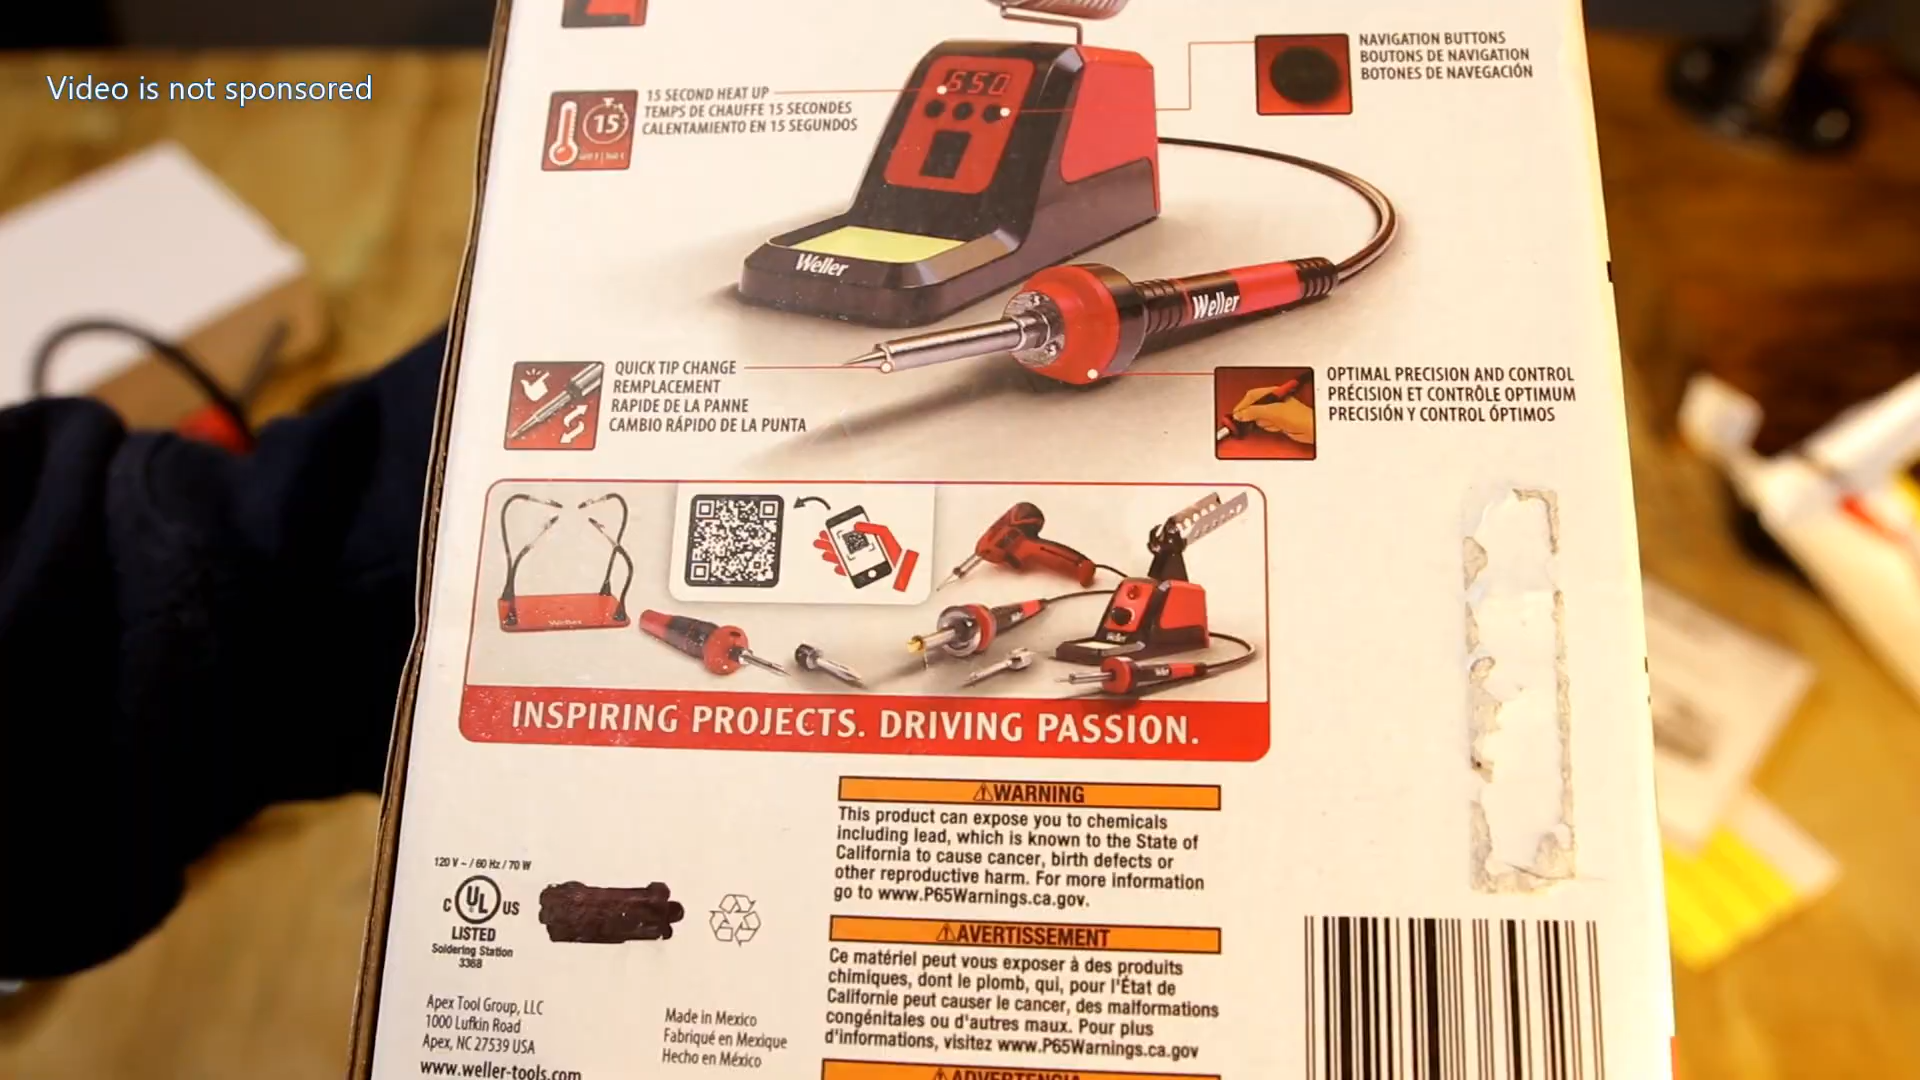 Video is not sponsored
NAVIGATION BUTTONS
BOUTONS DE NAVIGATION
BOTONES DE NAVEGACIÓN
650
15
15 SECOND HEAT UP
TEMPS DE CHAUFFE 15 SECONDES
CALENTAMIENTO EN 15 SEGUNDOS
Weller
Weller
QUICK TIP CHANGE
REMPLACEMENT
RAPIDE DE LA PANNE
CAMBIO RÁPIDO DE LA PUNTA
OPTIMAL PRECISION AND CONTROL
PRÉCISION ET CONTRÔLE OPTIMUM
PRECISIÓN Y CONTROL ÓPTIMOS
Weller
Weller
Weller
INSPIRING PROJECTS. DRIVING PASSION.
⚠WARNING
This product can expose you to chemicals
including lead, which is known to the State of
California to cause cancer, birth defects or
other reproductive harm. For more information
go to www.P65Warnings.ca.gov.
120 V ~ / 60 Hz / 70 W
C UL US
LISTED
Soldering Station
3368
⚠AVERTISSEMENT
Ce matériel peut vous exposer à des produits
chimiques, dont le plomb, qui, pour l'État de
Californie peut causer le cancer, des malformations
congénitales ou d'autres maux. Pour plus
d'informations, visitez www.P65Warnings.ca.gov
Apex Tool Group, LLC
1000 Lufkin Road
Apex, NC 27539 USA
www.weller-tools.com
Made in Mexico
Fabriqué en Mexique
Hecho en México
⚠ADVERTENCIA